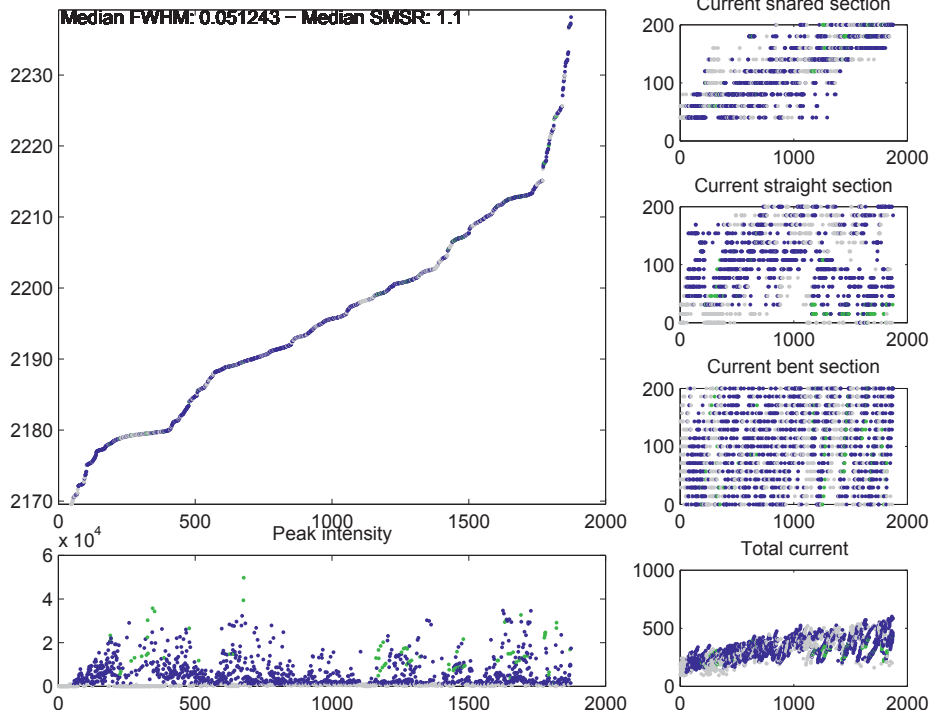 Median FWHM: 0.051243 − Median SMSR: 1.1
2230
2220
2210
2200
2190
2180
2170
0 500 1000 1500 2000
x 10^4
Peak intensity
6
4
2
0
0 500 1000 1500 2000
Current shared section
200
100
0
0 1000 2000
Current straight section
200
100
0
0 1000 2000
Current bent section
200
100
0
0 1000 2000
Total current
1000
500
0
0 1000 2000